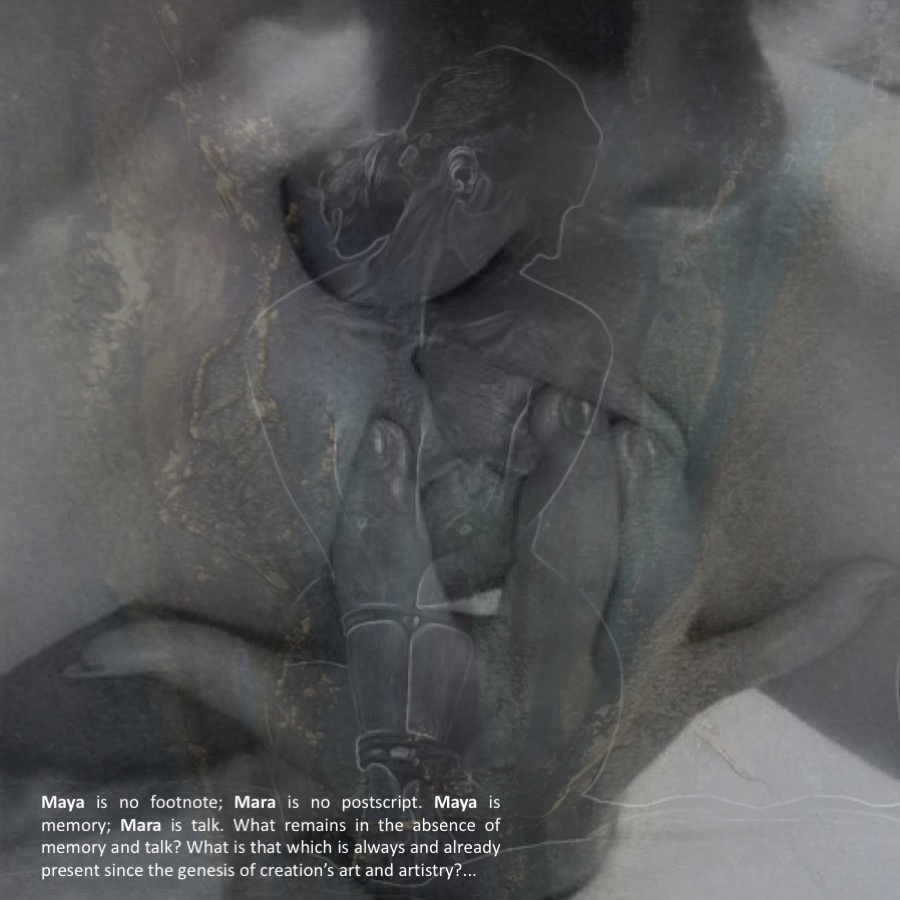 Maya is no footnote; Mara is no postscript. Maya is
memory; Mara is talk. What remains in the absence of
memory and talk? What is that which is always and already
present since the genesis of creation’s art and artistry?...